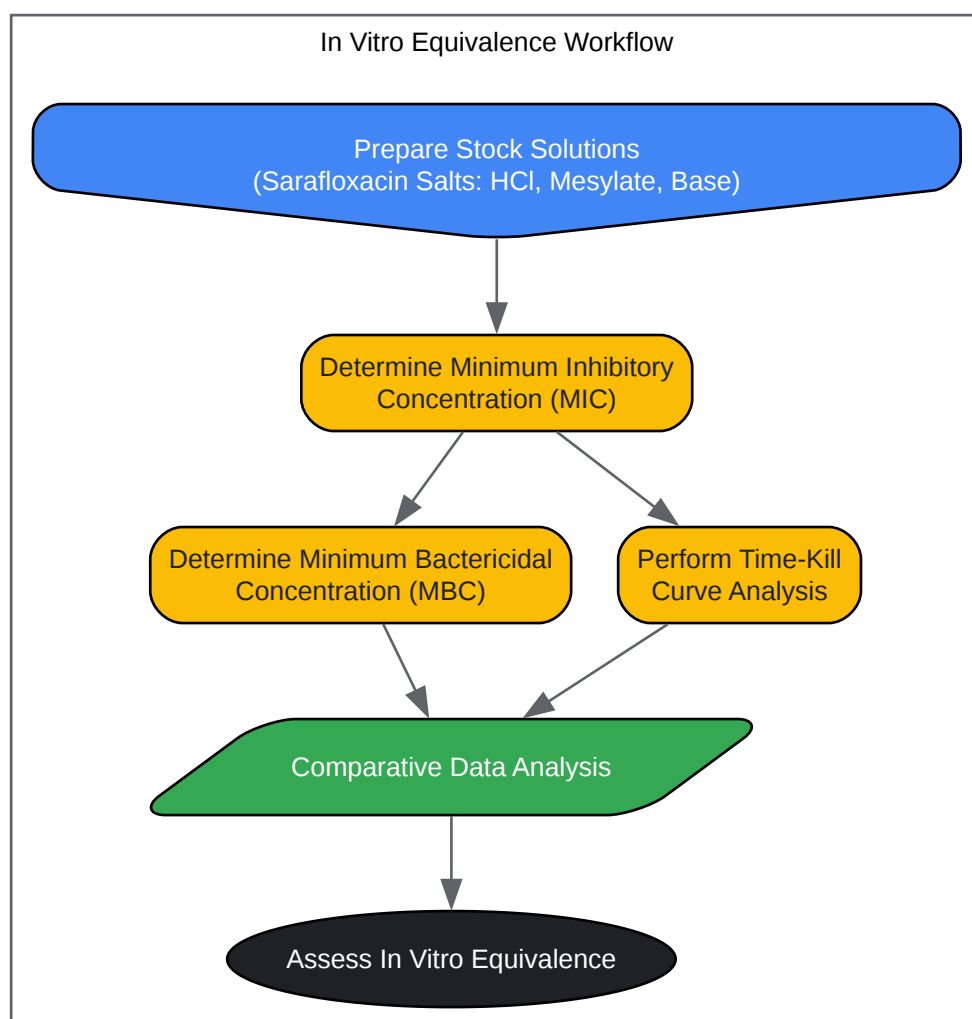 In Vitro Equivalence Workflow
Prepare Stock Solutions
(Sarafloxacin Salts: HCl, Mesylate, Base)
Determine Minimum Inhibitory
Concentration (MIC)
Determine Minimum Bactericidal
Concentration (MBC)
Perform Time-Kill
Curve Analysis
Comparative Data Analysis
Assess In Vitro Equivalence